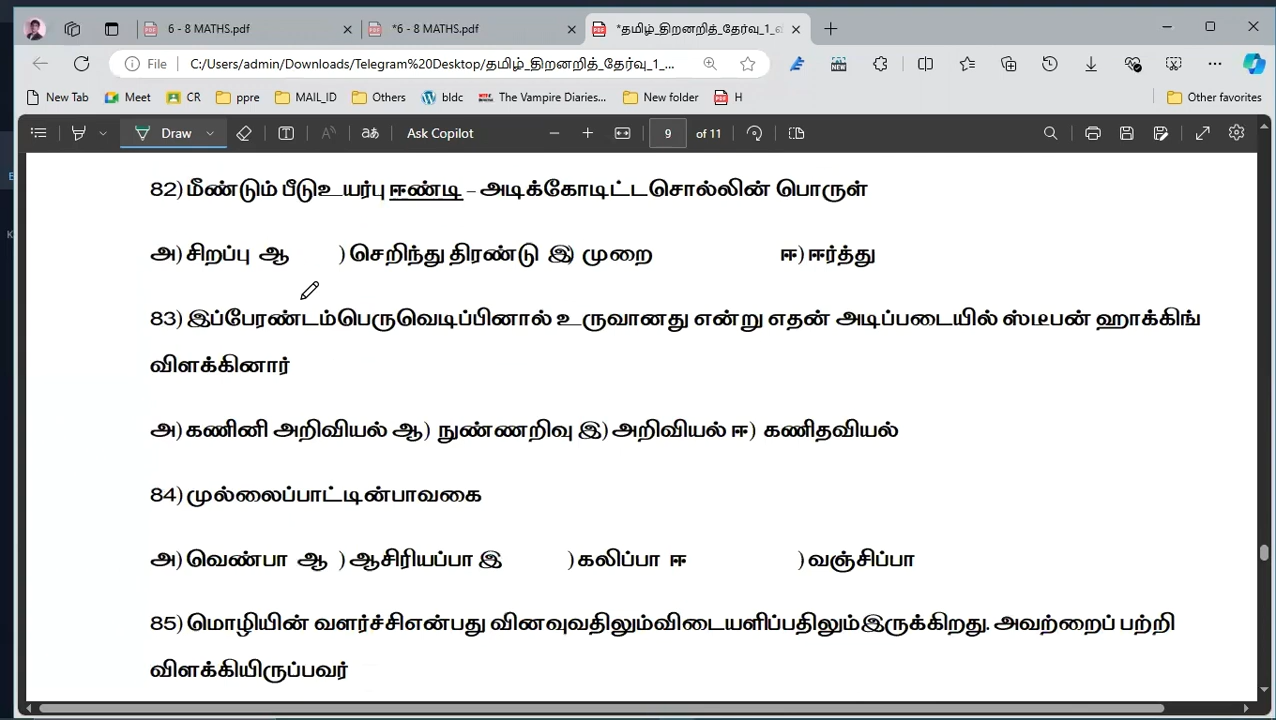 6 - 8 MATHS.pdf
*6 - 8 MATHS.pdf
*தமிழ்_திறனறித்_தேர்வு_1_வி
File C:/Users/admin/Downloads/Telegram%20Desktop/தமிழ்_திறனறித்_தேர்வு_1_...
New Tab Meet CR ppre MAIL_ID Others bldc The Vampire Diaries... New folder H Other favorites
Draw Ask Copilot 9 of 11
82) மீண்டும் பீடுஉயர்பு ஈண்டி – அடிக்கோடிட்டசொல்லின் பொருள்
அ) சிறப்பு ஆ ) செறிந்து திரண்டு இ) முறை ஈ) ஈர்த்து
83) இப்பேரண்டம்பெருவெடிப்பினால் உருவானது என்று எதன் அடிப்படையில் ஸ்டீபன் ஹாக்கிங்
விளக்கினார்
அ) கணினி அறிவியல் ஆ) நுண்ணறிவு இ) அறிவியல் ஈ) கணிதவியல்
84) முல்லைப்பாட்டின்பாவகை
அ) வெண்பா ஆ ) ஆசிரியப்பா இ ) கலிப்பா ஈ ) வஞ்சிப்பா
85) மொழியின் வளர்ச்சிஎன்பது வினவுவதிலும்விடையளிப்பதிலும்இருக்கிறது. அவற்றைப் பற்றி
விளக்கியிருப்பவர்